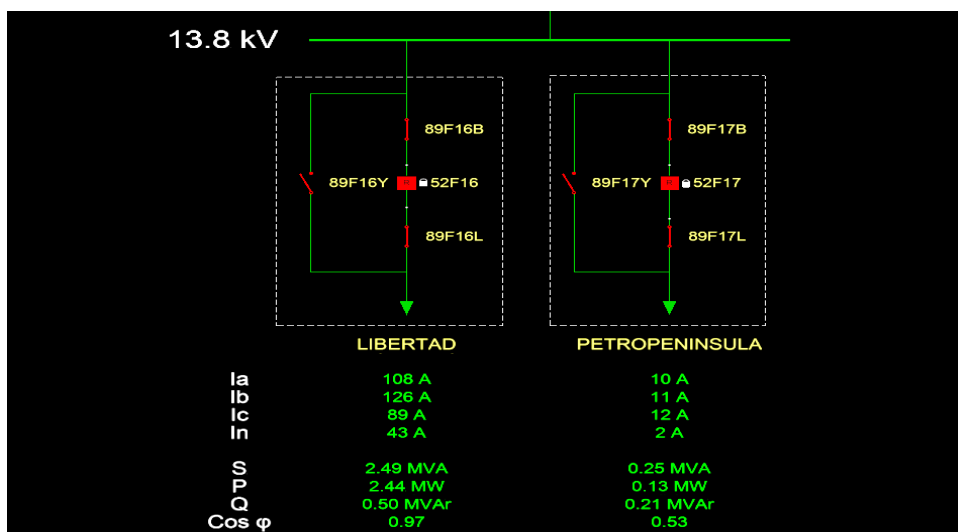 13.8 kV
89F16B 89F17B
89F16Y 52F16 89F17Y 52F17
89F16L 89F17L
LIBERTAD PETROPENINSULA
Ia 108 A 10 A
Ib 126 A 11 A
Ic 89 A 12 A
In 43 A 2 A
S 2.49 MVA 0.25 MVA
P 2.44 MW 0.13 MW
Q 0.50 MVAr 0.21 MVAr
Cos φ 0.97 0.53